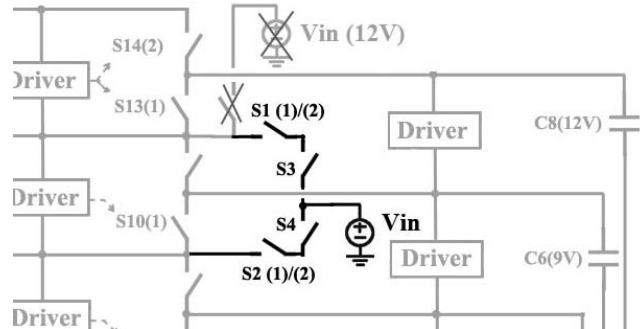 Vin (12V)
S14(2)
Driver
S13(1)
S1 (1)/(2)
Driver
C8(12V)
S3
Driver
S10(1)
S4
Vin
Driver
C6(9V)
S2 (1)/(2)
Driver